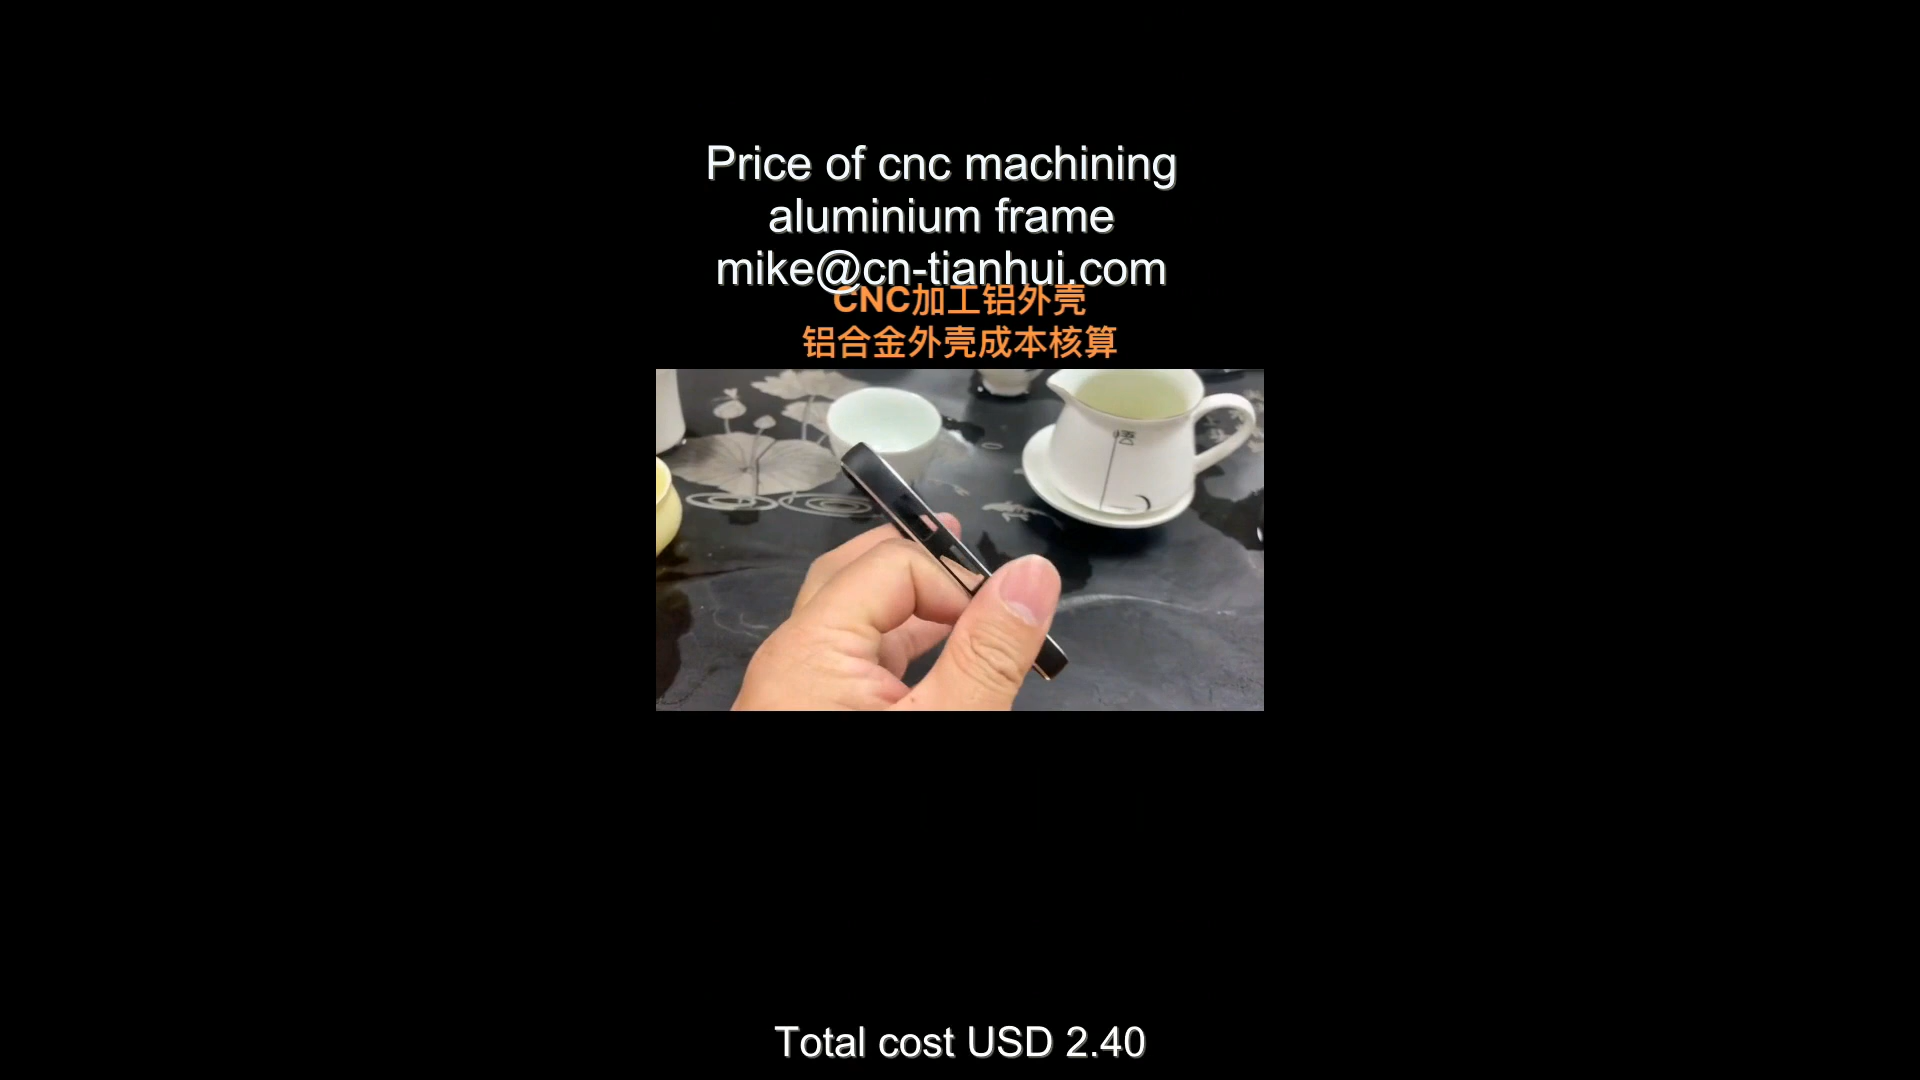 Price of cnc machining
aluminium frame
mike@cn-tianhui.com
CNC加工铝外壳
铝合金外壳成本核算
Total cost USD 2.40